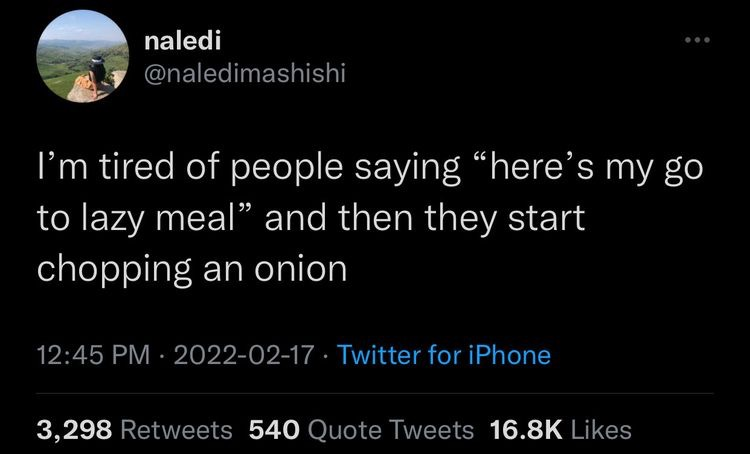 naledi
@naledimashishi
I’m tired of people saying “here’s my go
to lazy meal” and then they start
chopping an onion
12:45 PM · 2022-02-17 · Twitter for iPhone
3,298 Retweets 540 Quote Tweets 16.8K Likes